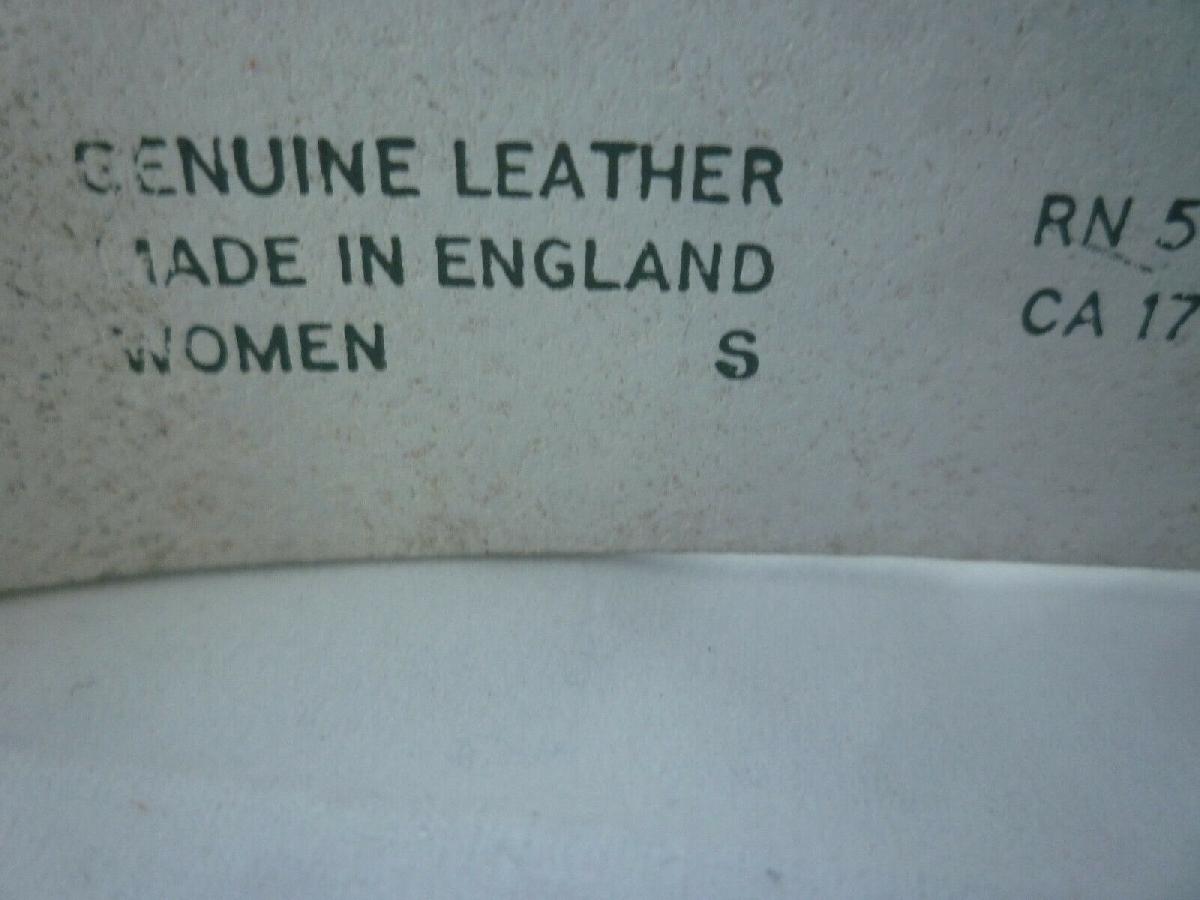 GENUINE LEATHER
MADE IN ENGLAND
WOMEN S
RN 5
CA 17